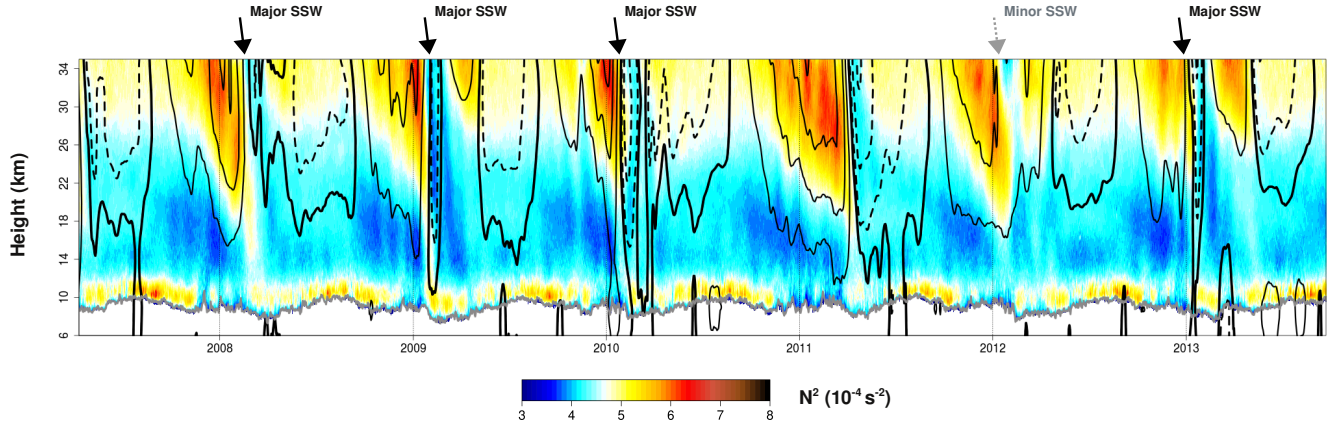 Major SSW Major SSW Major SSW Minor SSW Major SSW
34
30
26
22
18
14
10
6
Height (km)
2008 2009 2010 2011 2012 2013
3 4 5 6 7 8
N² (10⁻⁴ s⁻²)